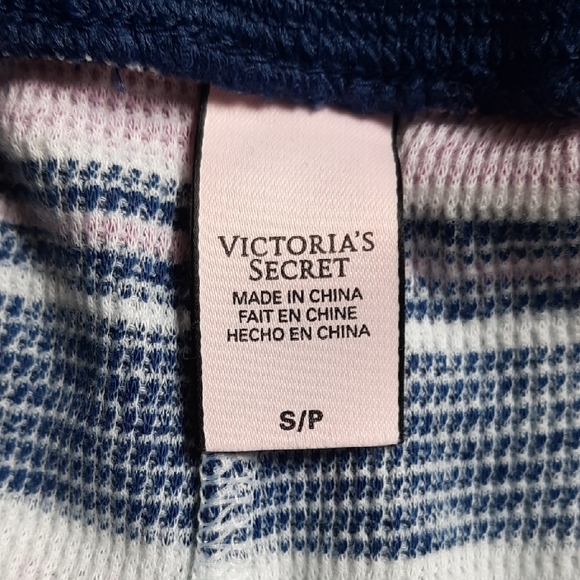 VICTORIA'S
SECRET
MADE IN CHINA
FAIT EN CHINE
HECHO EN CHINA
S/P